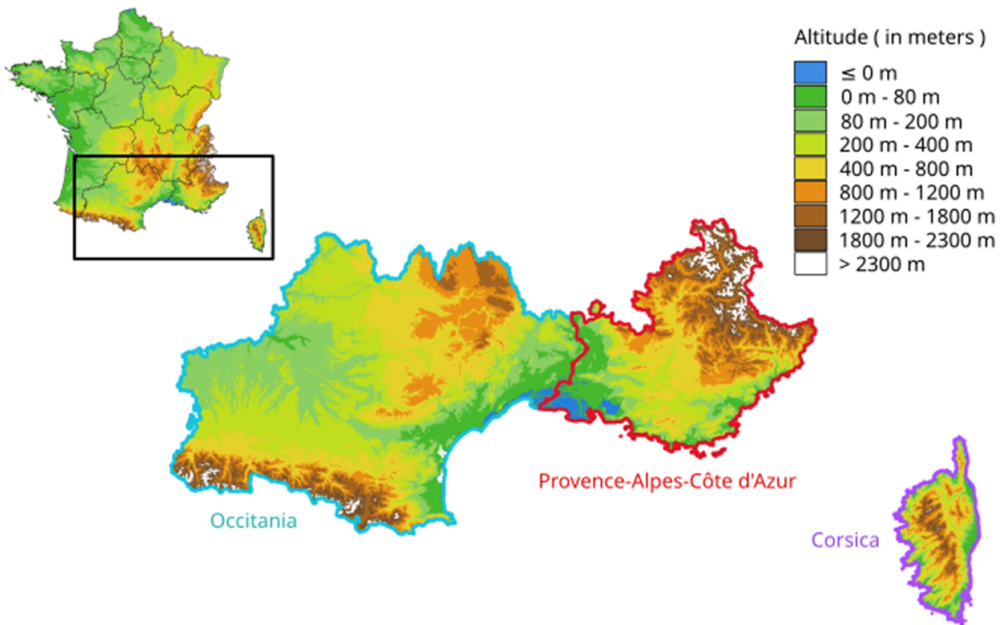 Altitude ( in meters )
≤ 0 m
0 m - 80 m
80 m - 200 m
200 m - 400 m
400 m - 800 m
800 m - 1200 m
1200 m - 1800 m
1800 m - 2300 m
> 2300 m
Provence-Alpes-Côte d'Azur
Occitania
Corsica